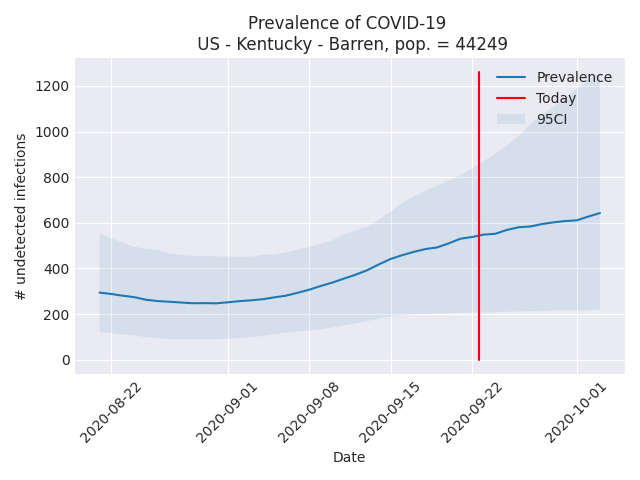 Prevalence of COVID-19
US - Kentucky - Barren, pop. = 44249
Prevalence
Today
95CI
1200
1000
800
600
400
200
0
# undetected infections
2020-08-22
2020-09-01
2020-09-08
2020-09-15
2020-09-22
2020-10-01
Date